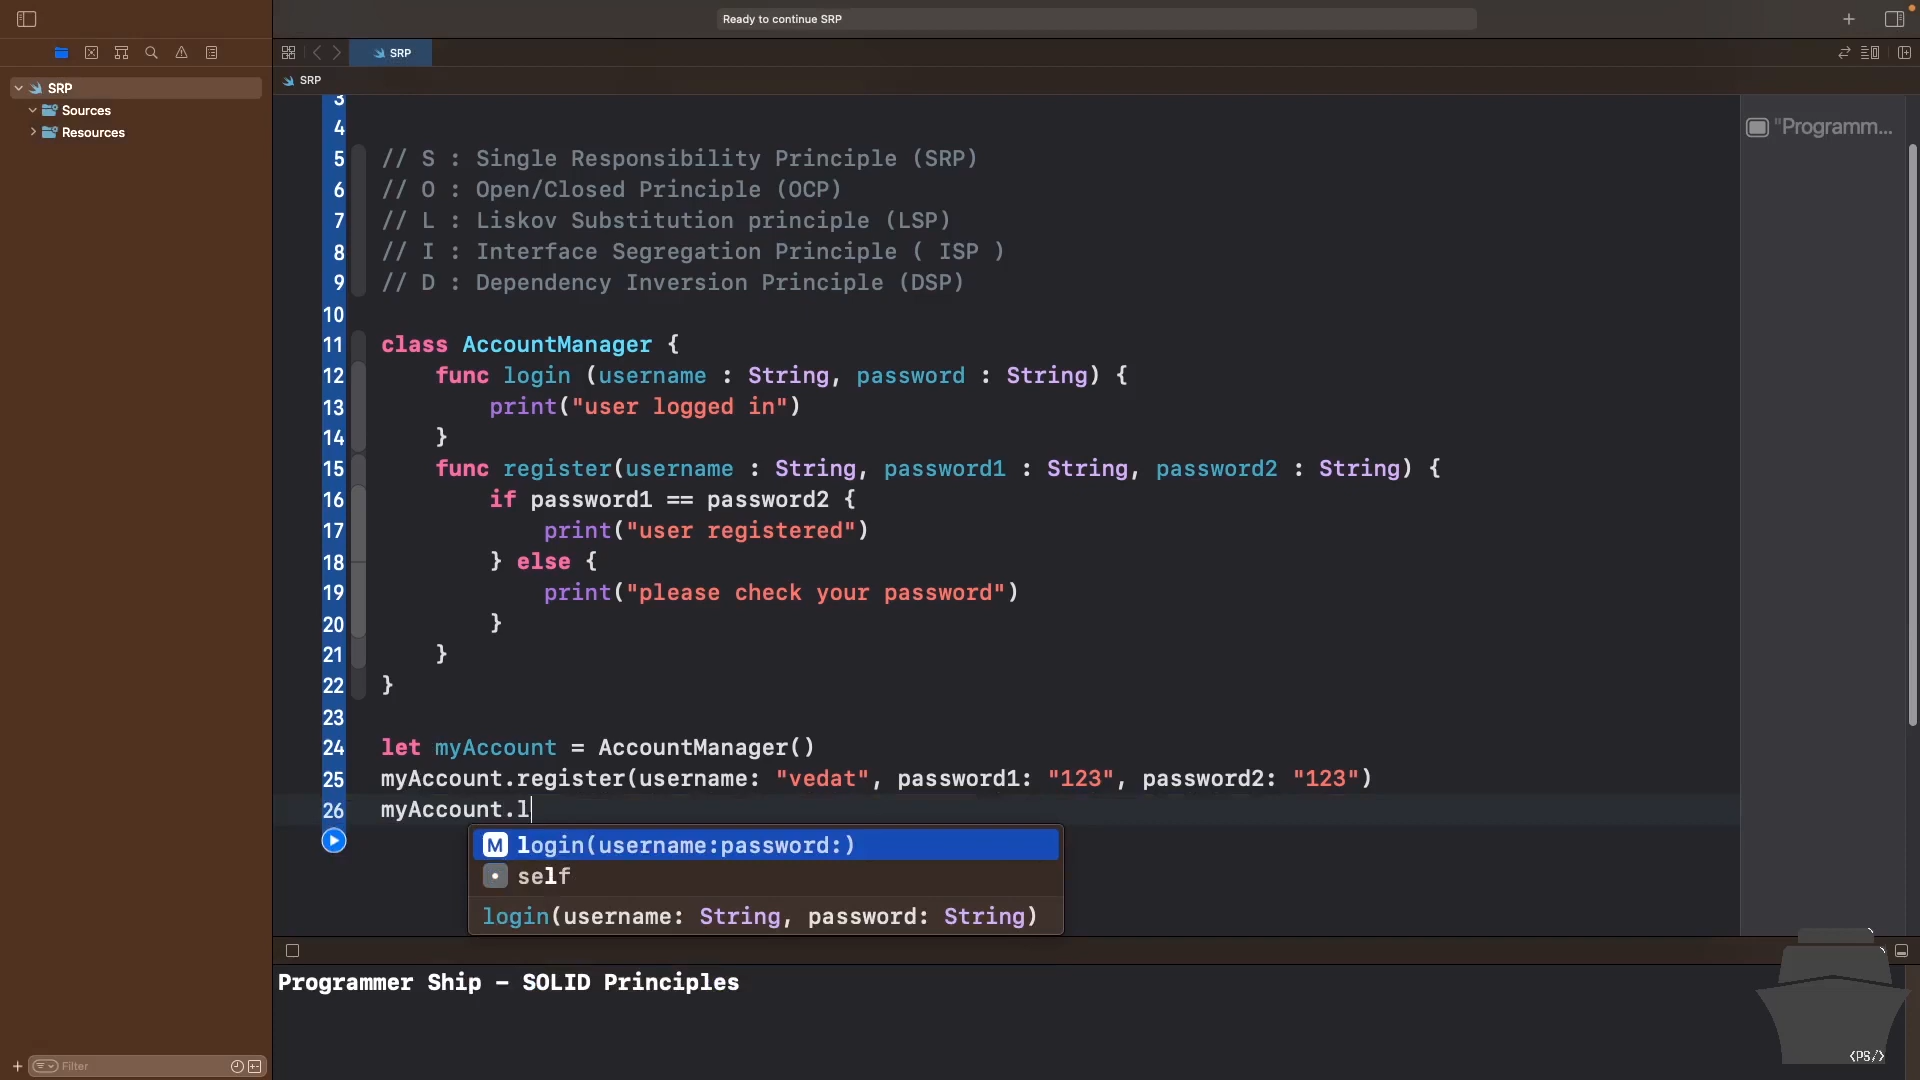 Ready to continue SRP
SRP
SRP
SRP
Sources
Resources
3
4
5 // S : Single Responsibility Principle (SRP)
6 // O : Open/Closed Principle (OCP)
7 // L : Liskov Substitution principle (LSP)
8 // I : Interface Segregation Principle ( ISP )
9 // D : Dependency Inversion Principle (DSP)
10
11 class AccountManager {
12 func login (username : String, password : String) {
13 print("user logged in")
14 }
15 func register(username : String, password1 : String, password2 : String) {
16 if password1 == password2 {
17 print("user registered")
18 } else {
19 print("please check your password")
20 }
21 }
22 }
23
24 let myAccount = AccountManager()
25 myAccount.register(username: "vedat", password1: "123", password2: "123")
26 myAccount.l
M login(username:password:)
self
login(username: String, password: String)
"Programm...
Programmer Ship - SOLID Principles
Filter
<PS/>